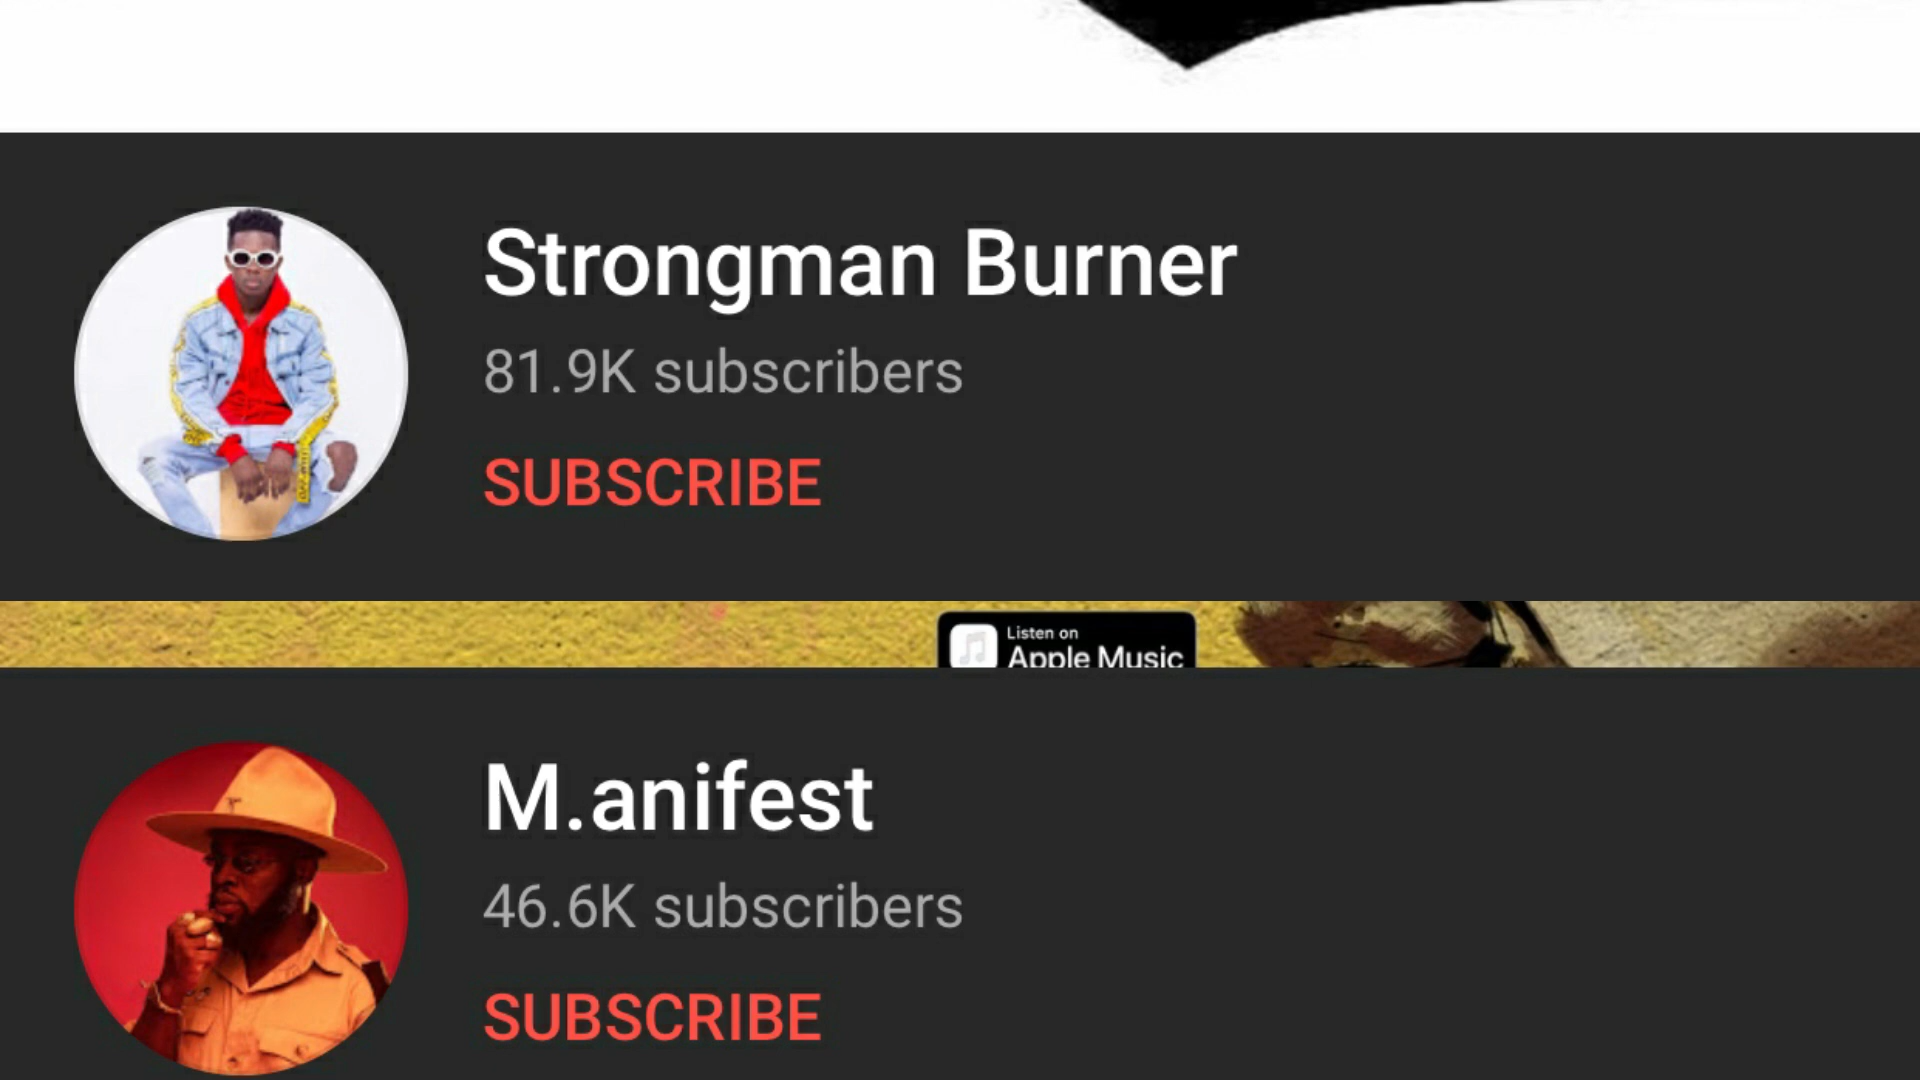 Strongman Burner
81.9K subscribers
SUBSCRIBE
Listen on
Apple Music
M.anifest
46.6K subscribers
SUBSCRIBE